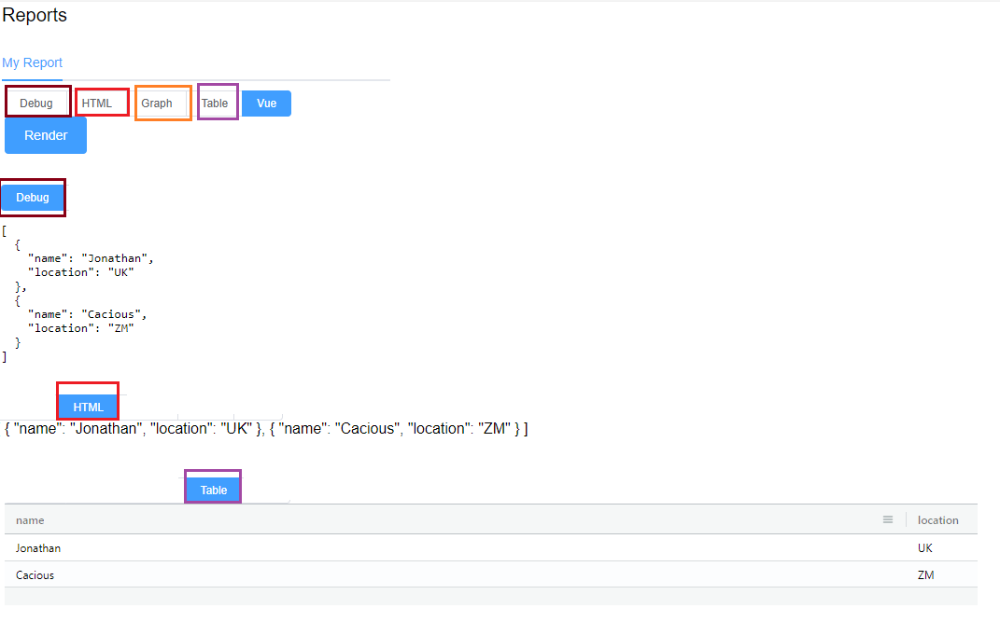 Reports
My Report
Debug HTML Graph Table Vue
Render
Debug
[
  {
    "name": "Jonathan",
    "location": "UK"
  },
  {
    "name": "Cacious",
    "location": "ZM"
  }
]
HTML
{ "name": "Jonathan", "location": "UK" }, { "name": "Cacious", "location": "ZM" } ]
Table
name location
Jonathan UK
Cacious ZM